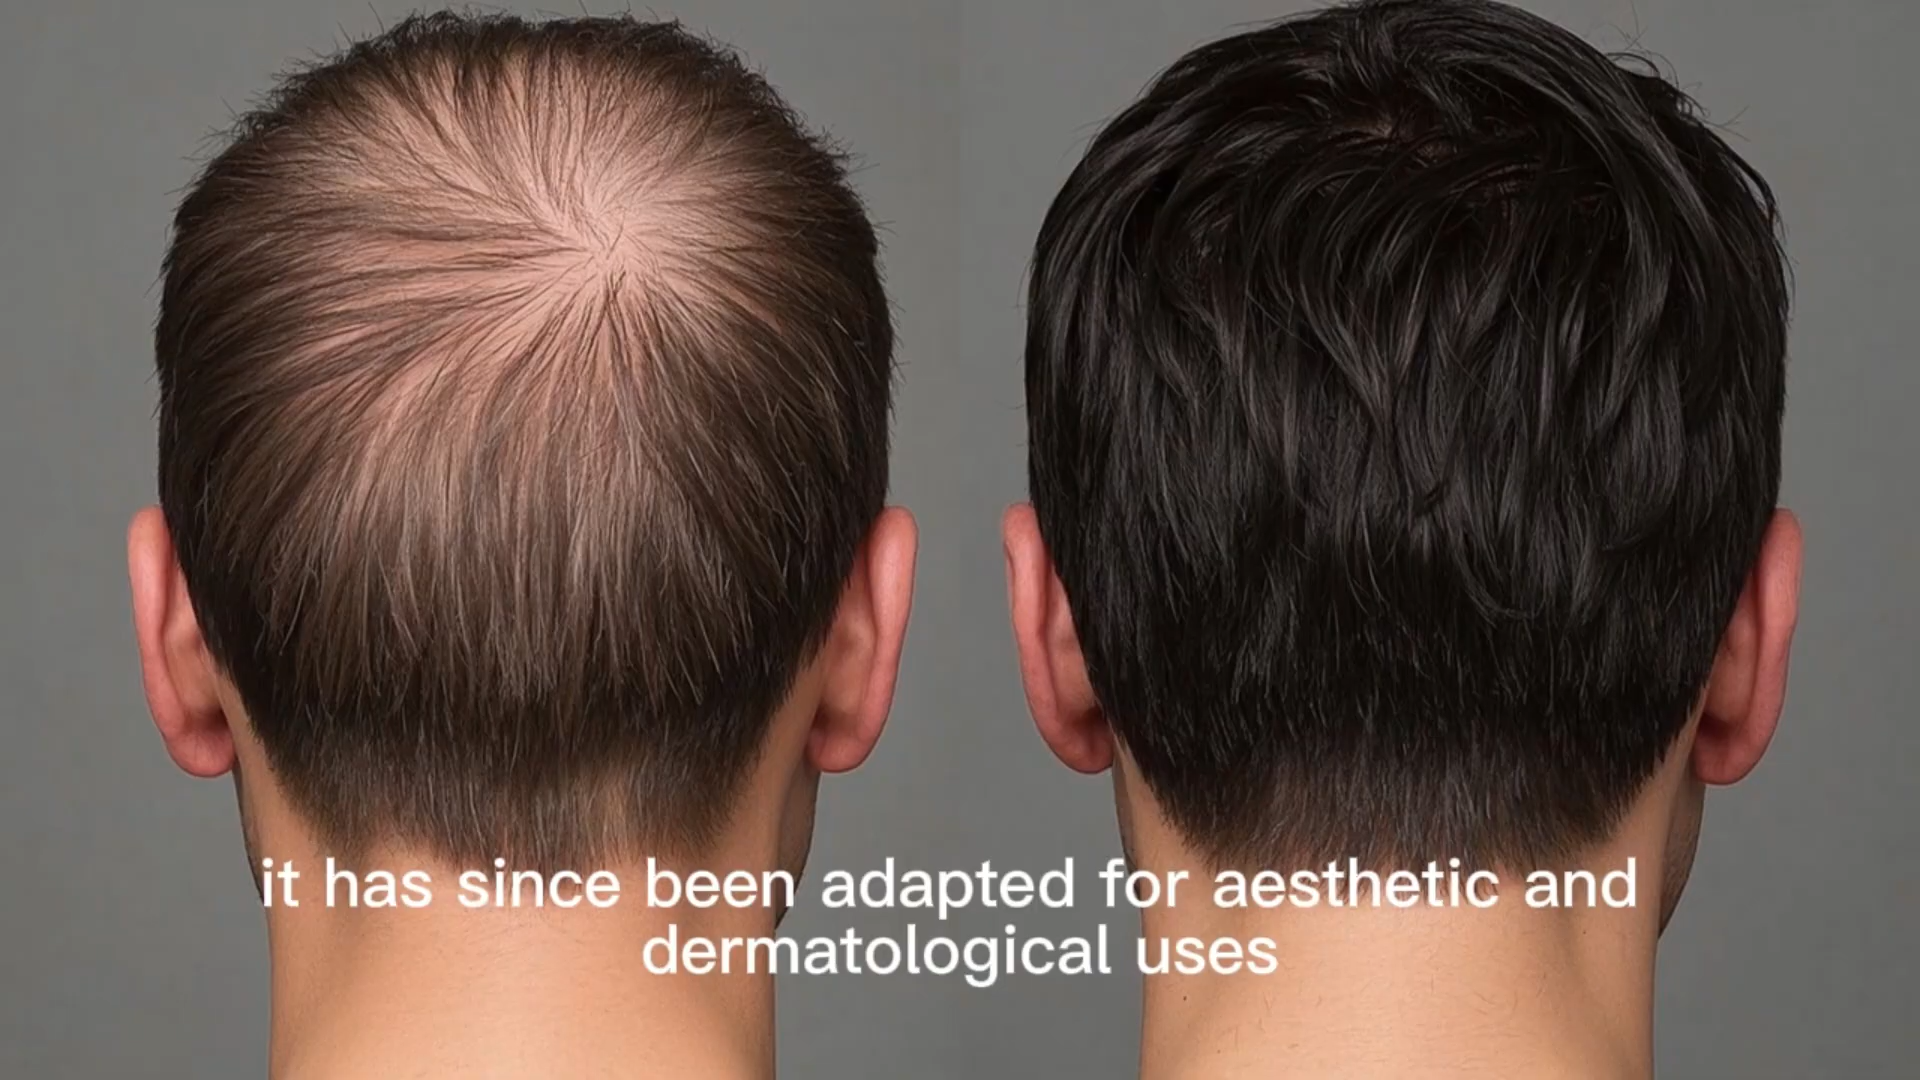 it has since been adapted for aesthetic and
dermatological uses